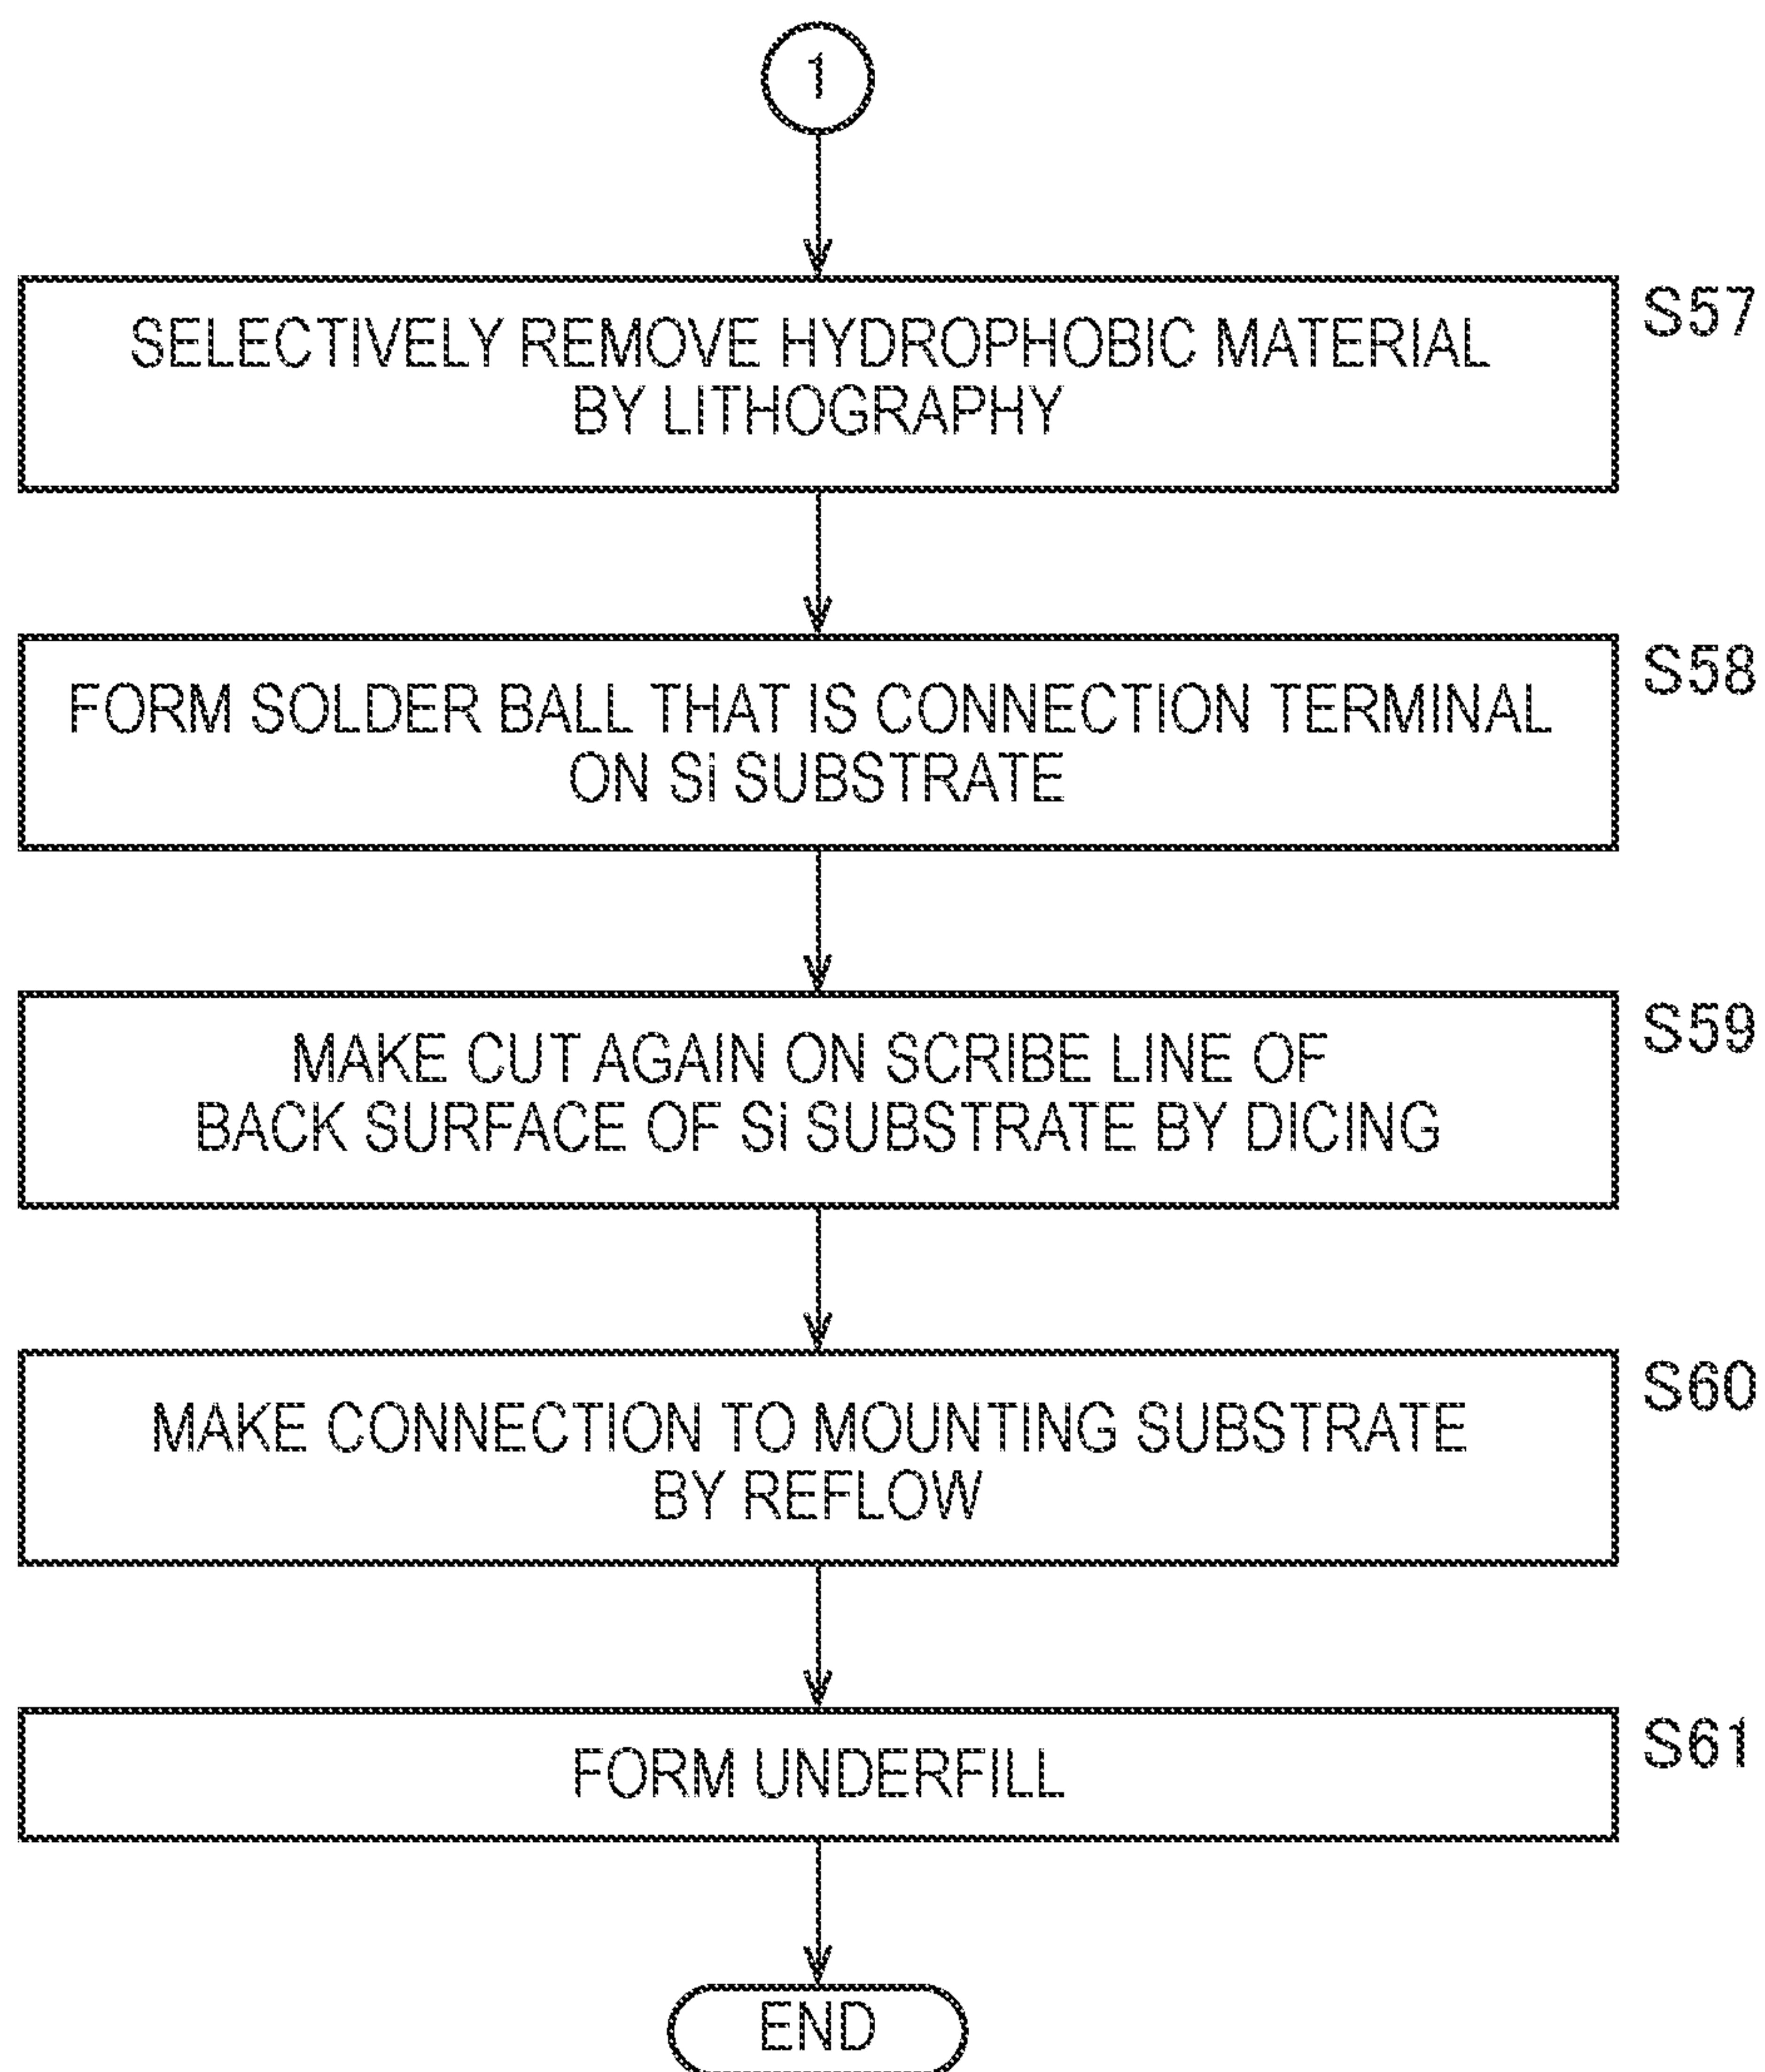 1
SELECTIVELY REMOVE HYDROPHOBIC MATERIAL
BY LITHOGRAPHY
S57
FORM SOLDER BALL THAT IS CONNECTION TERMINAL
ON Si SUBSTRATE
S58
MAKE CUT AGAIN ON SCRIBE LINE OF
BACK SURFACE OF Si SUBSTRATE BY DICING
S59
MAKE CONNECTION TO MOUNTING SUBSTRATE
BY REFLOW
S60
FORM UNDERFILL
S61
END